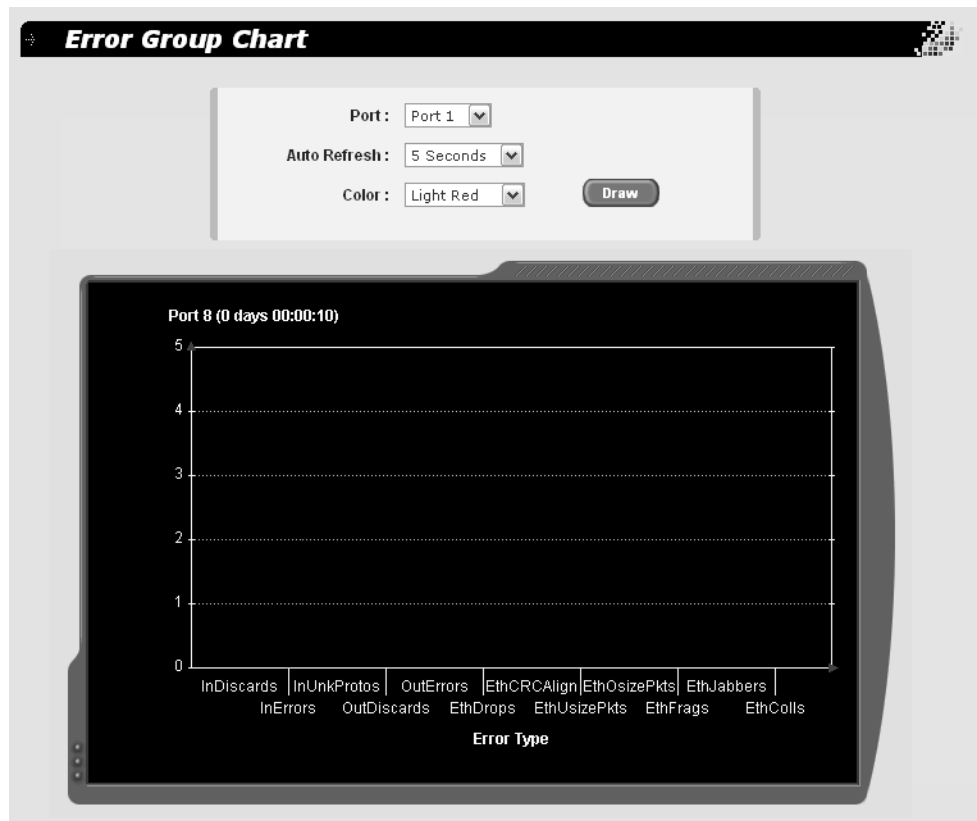 Error Group Chart
Port :
Port 1
Auto Refresh :
5 Seconds
Color :
Light Red
Draw
Port 8 (0 days 00:00:10)
5
4
3
2
1
0
InDiscards InUnkProtos OutErrors EthCRCAlign EthOsizePkts EthJabbers
InErrors OutDiscards EthDrops EthUsizePkts EthFrags EthColls
Error Type